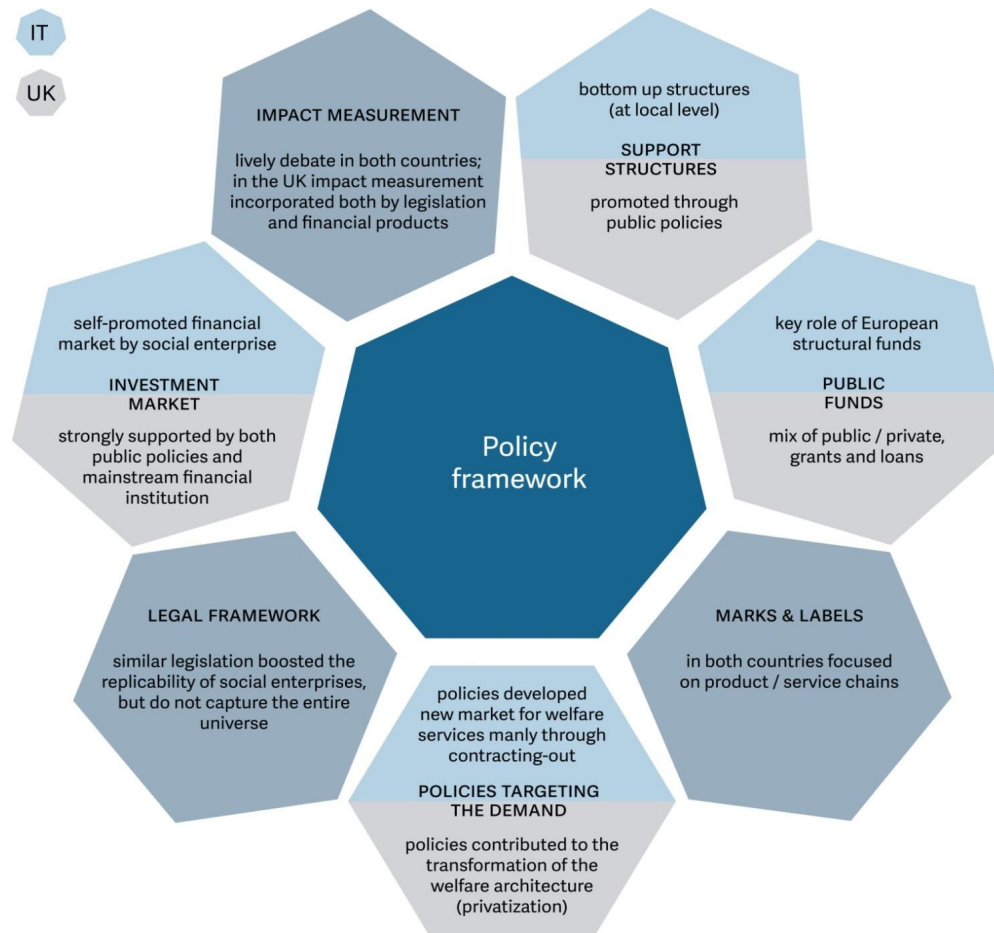 IT
UK
IMPACT MEASUREMENT
lively debate in both countries;
in the UK impact measurement
incorporated both by legislation
and financial products
bottom up structures
(at local level)
SUPPORT
STRUCTURES
promoted through
public policies
self-promoted financial
market by social enterprise
INVESTMENT
MARKET
strongly supported by both
public policies and
mainstream financial
institution
key role of European
structural funds
PUBLIC
FUNDS
mix of public / private,
grants and loans
Policy
framework
LEGAL FRAMEWORK
similar legislation boosted the
replicability of social enterprises,
but do not capture the entire
universe
MARKS & LABELS
in both countries focused
on product / service chains
policies developed
new market for welfare
services manly through
contracting-out
POLICIES TARGETING
THE DEMAND
policies contributed to the
transformation of the
welfare architecture
(privatization)